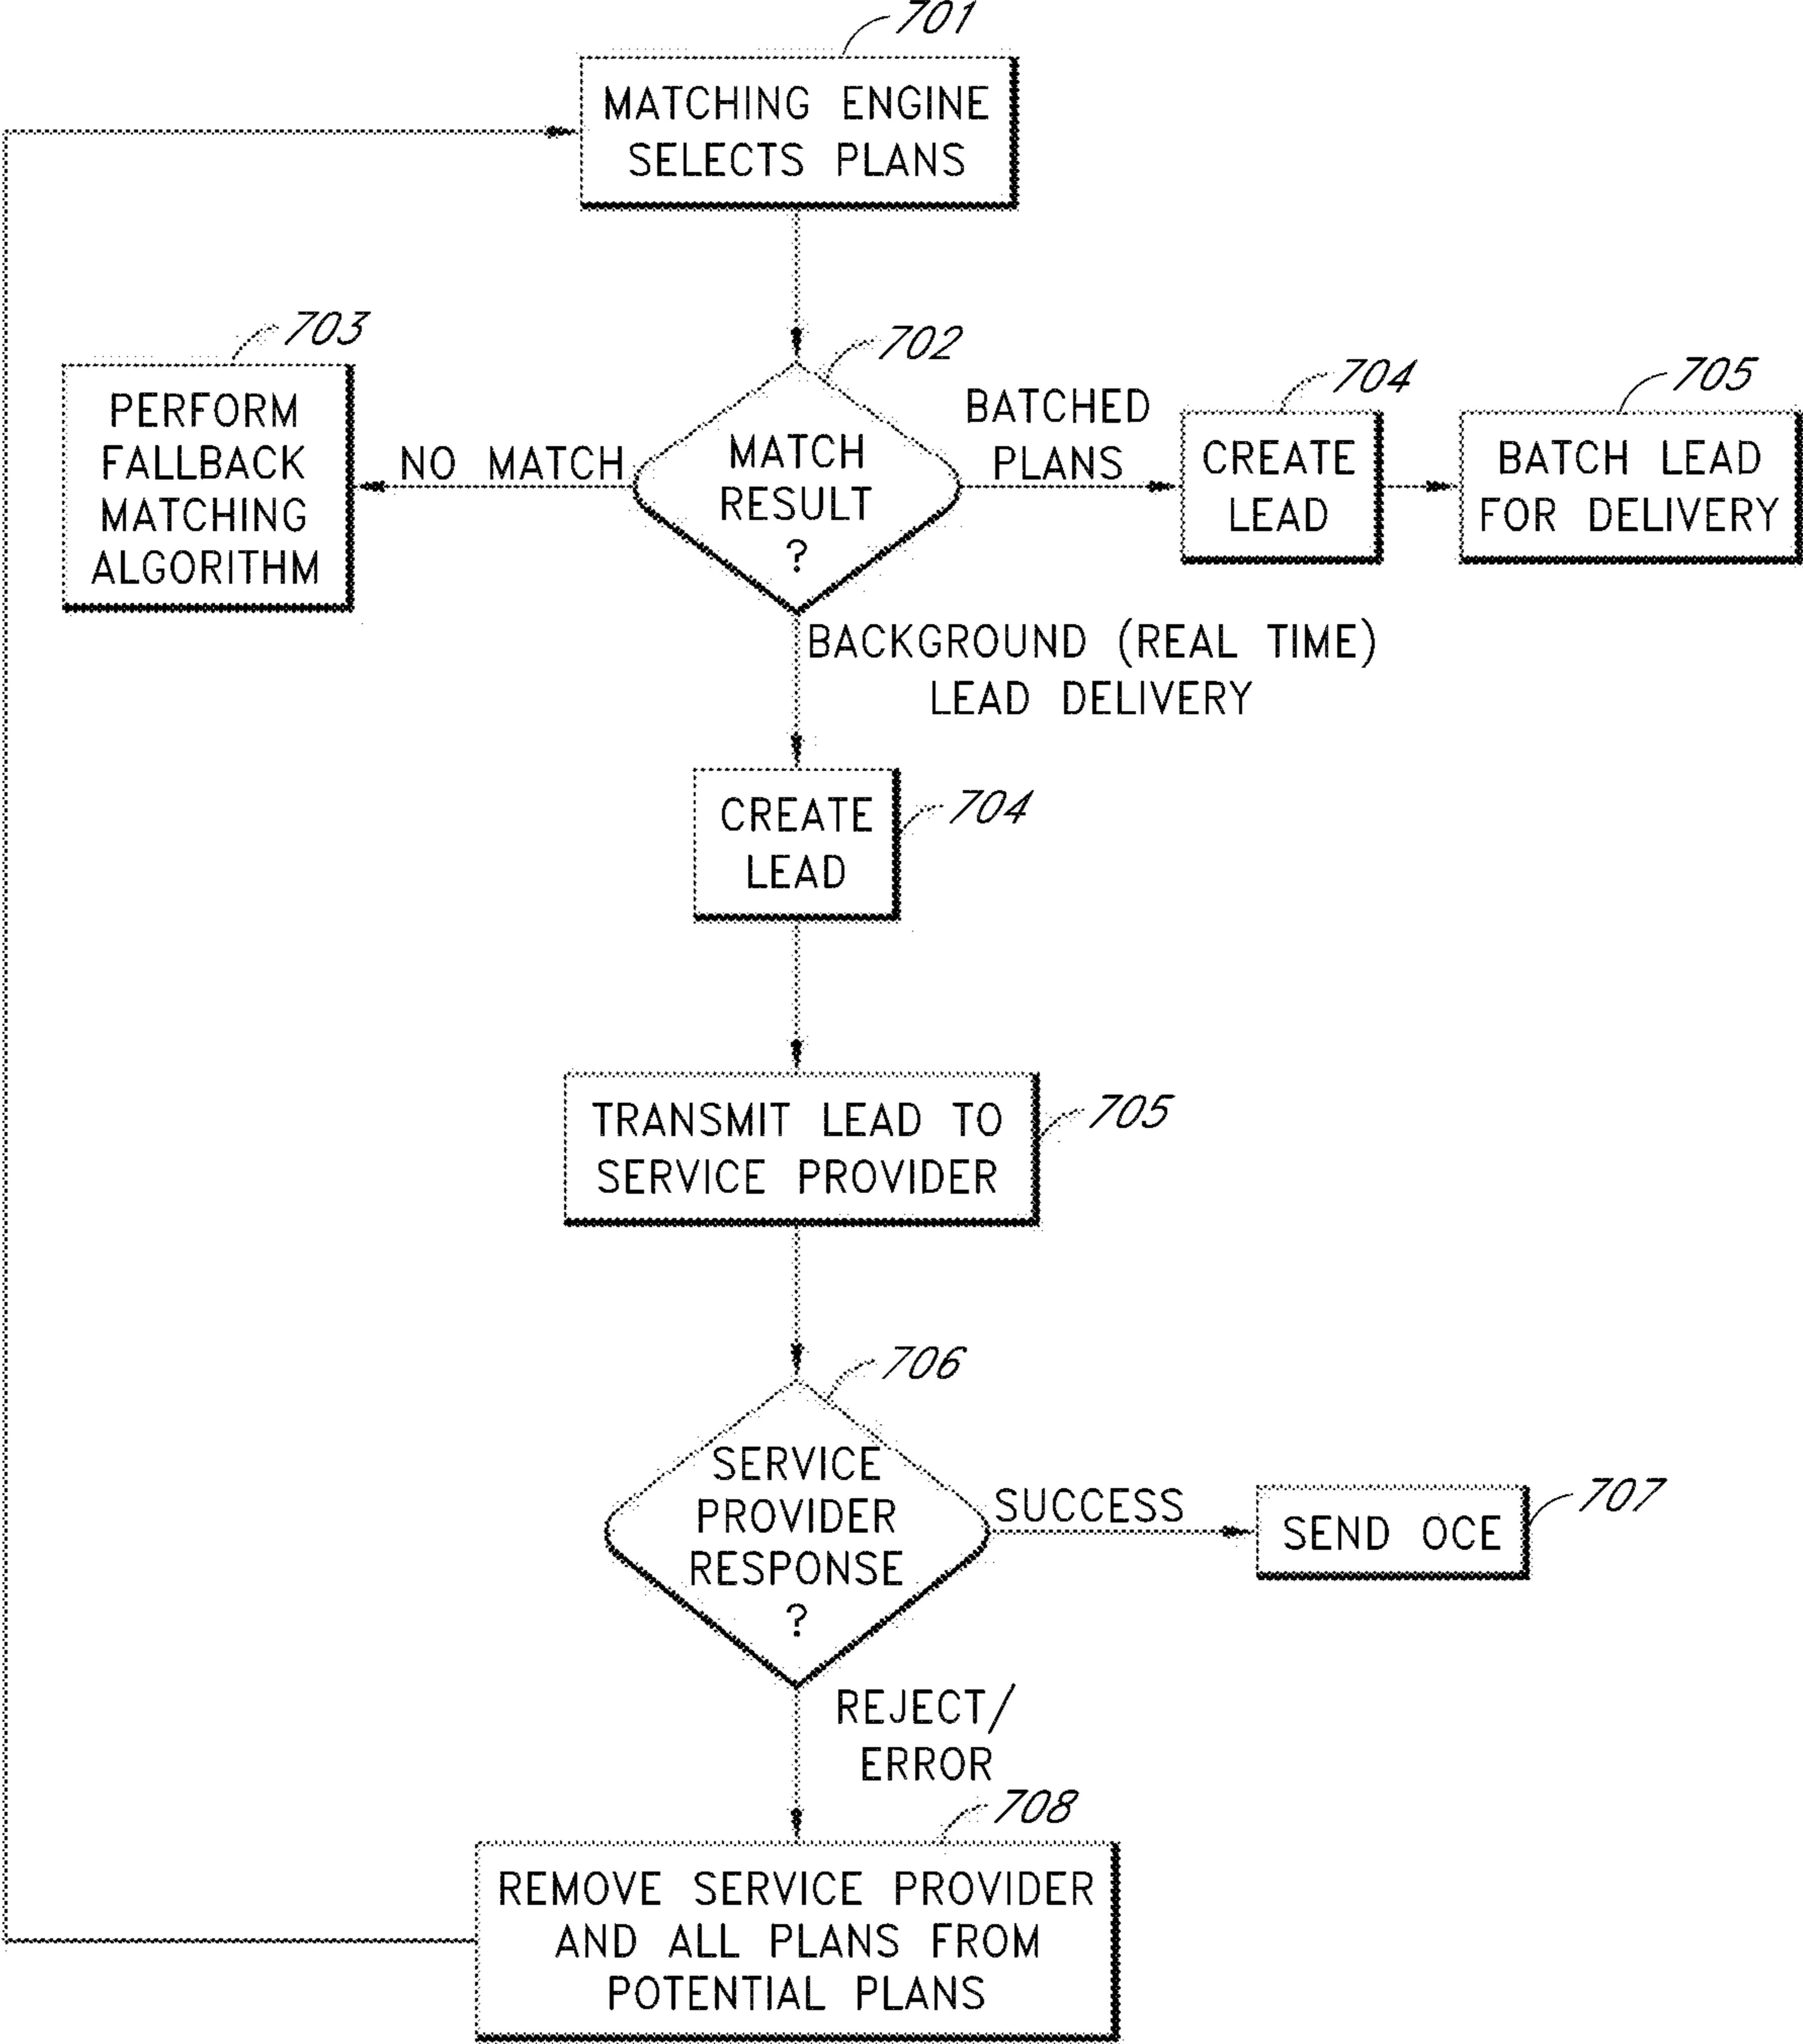 701
MATCHING ENGINE
SELECTS PLANS
703
PERFORM
FALLBACK
MATCHING
ALGORITHM
NO MATCH
702
MATCH
RESULT
?
BATCHED
PLANS
704
CREATE
LEAD
705
BATCH LEAD
FOR DELIVERY
BACKGROUND (REAL TIME)
LEAD DELIVERY
CREATE
LEAD
704
TRANSMIT LEAD TO
SERVICE PROVIDER
705
706
SERVICE
PROVIDER
RESPONSE
?
SUCCESS
SEND OCE
707
REJECT/
ERROR
708
REMOVE SERVICE PROVIDER
AND ALL PLANS FROM
POTENTIAL PLANS